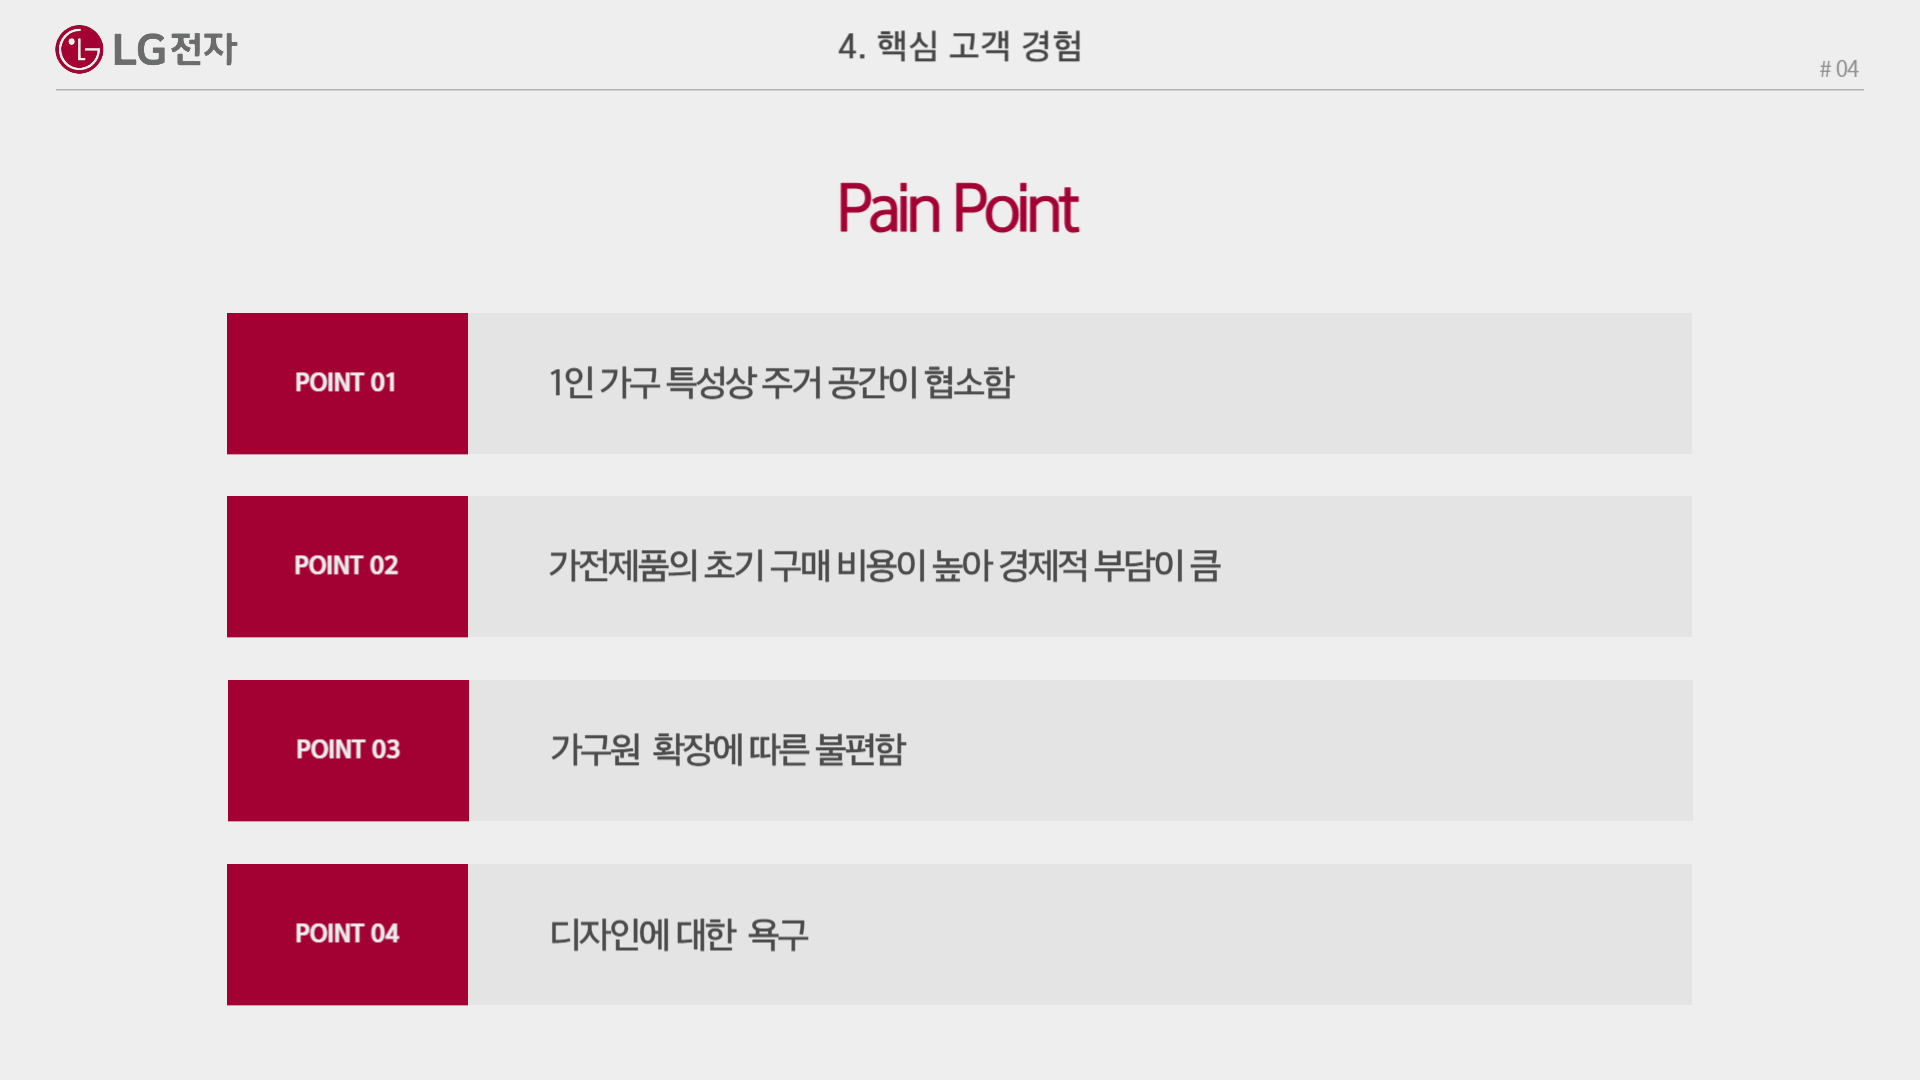 LG전자
4. 핵심 고객 경험
# 04
Pain Point
POINT 01
1인 가구 특성상 주거 공간이 협소함
POINT 02
가전제품의 초기 구매 비용이 높아 경제적 부담이 큼
POINT 03
가구원 확장에 따른 불편함
POINT 04
디자인에 대한 욕구